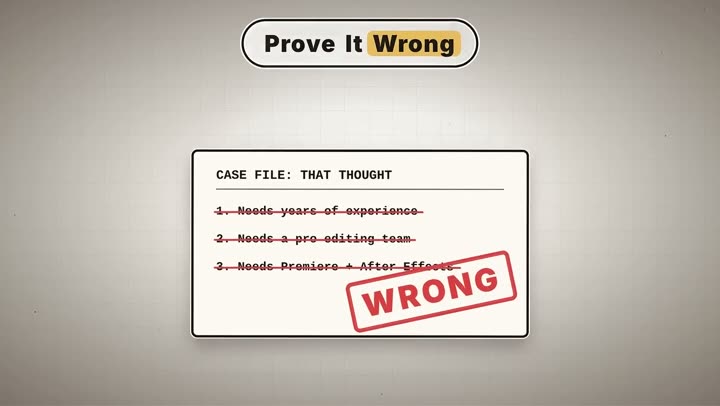 Prove It Wrong
CASE FILE: THAT THOUGHT
1. Needs years of experience
2. Needs a pro editing team
3. Needs Premiere + After Effects
WRONG